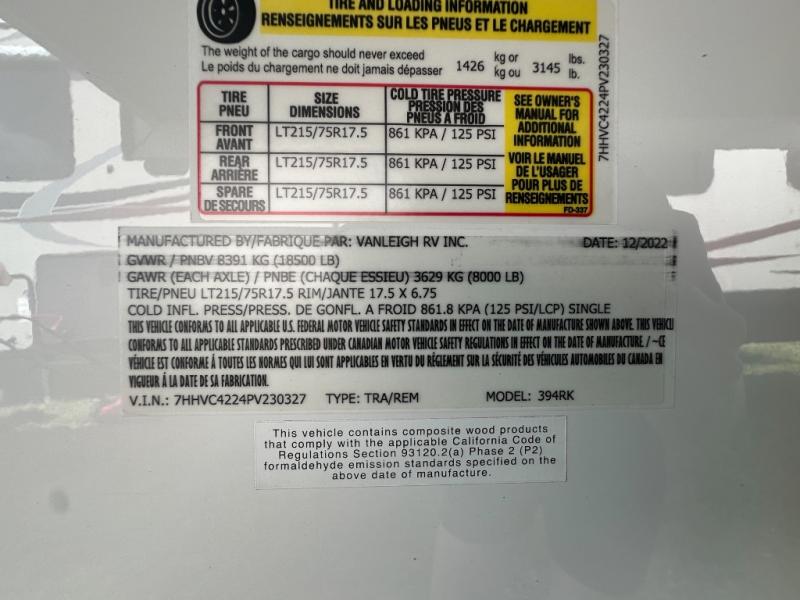 TIRE AND LOADING INFORMATION
RENSEIGNEMENTS SUR LES PNEUS ET LE CHARGEMENT
The weight of the cargo should never exceed
Le poids du chargement ne doit jamais dépasser
1426 kg or 3145 lbs.
kg ou lb.
TIRE PNEU
SIZE DIMENSIONS
COLD TIRE PRESSURE
PRESSION DES
PNEUS A FROID
FRONT AVANT LT215/75R17.5 861 KPA / 125 PSI
REAR ARRIÈRE LT215/75R17.5 861 KPA / 125 PSI
SPARE DE SECOURS LT215/75R17.5 861 KPA / 125 PSI
SEE OWNER'S
MANUAL FOR
ADDITIONAL
INFORMATION
VOIR LE MANUEL
DE L'USAGER
POUR PLUS DE
RENSEIGNEMENTS
FD-337
7HHVC4224PV230327
MANUFACTURED BY/FABRIQUE PAR: VANLEIGH RV INC. DATE: 12/2022
GVWR / PNBV 8391 KG (18500 LB)
GAWR (EACH AXLE) / PNBE (CHAQUE ESSIEU) 3629 KG (8000 LB)
TIRE/PNEU LT215/75R17.5 RIM/JANTE 17.5 X 6.75
COLD INFL. PRESS/PRESS. DE GONFL. A FROID 861.8 KPA (125 PSI/LCP) SINGLE
THIS VEHICLE CONFORMS TO ALL APPLICABLE U.S. FEDERAL MOTOR VEHICLE SAFETY STANDARDS IN EFFECT ON THE DATE OF MANUFACTURE SHOWN ABOVE. THIS VEHICL
CONFORMS TO ALL APPLICABLE STANDARDS PRESCRIBED UNDER CANADIAN MOTOR VEHICLE SAFETY REGULATIONS IN EFFECT ON THE DATE OF MANUFACTURE. / ~CE
VÉHICLE EST CONFORME À TOUTES LES NORMES QUI LUI SONT APPLICABLES EN VERTU DU RÉGLEMENT SUR LA SÉCURITÉ DES VÉHICULES AUTOMOBILES DU CANADA EN
VIGUEUR À LA DATE DE SA FABRICATION.
V.I.N.: 7HHVC4224PV230327 TYPE: TRA/REM MODEL: 394RK
This vehicle contains composite wood products
that comply with the applicable California Code of
Regulations Section 93120.2(a) Phase 2 (P2)
formaldehyde emission standards specified on the
above date of manufacture.